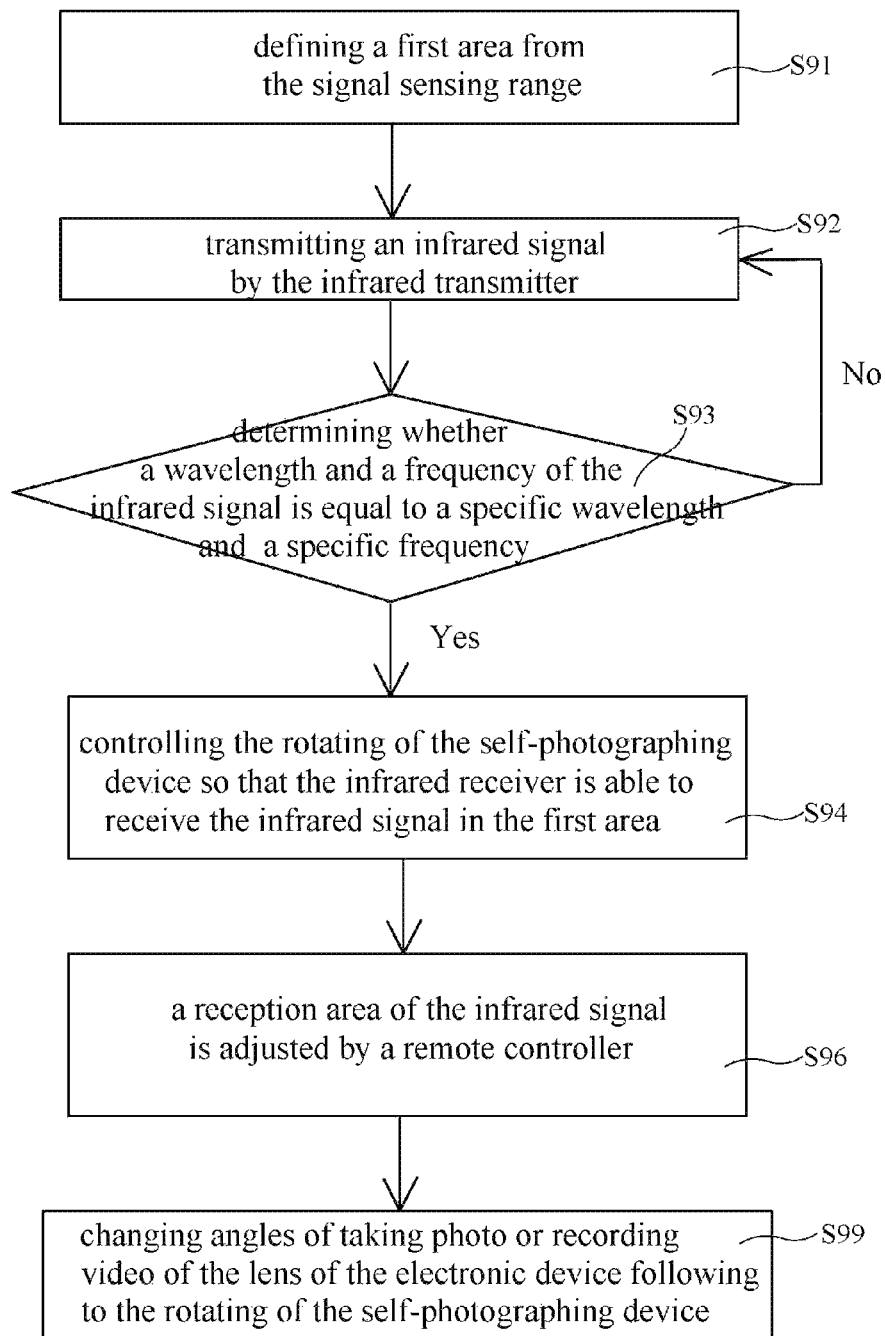 defining a first area from
the signal sensing range
S91
transmitting an infrared signal
by the infrared transmitter
S92
No
determining whether
a wavelength and a frequency of the
infrared signal is equal to a specific wavelength
and a specific frequency
S93
Yes
controlling the rotating of the self-photographing
device so that the infrared receiver is able to
receive the infrared signal in the first area
S94
a reception area of the infrared signal
is adjusted by a remote controller
S96
changing angles of taking photo or recording
video of the lens of the electronic device following
to the rotating of the self-photographing device
S99